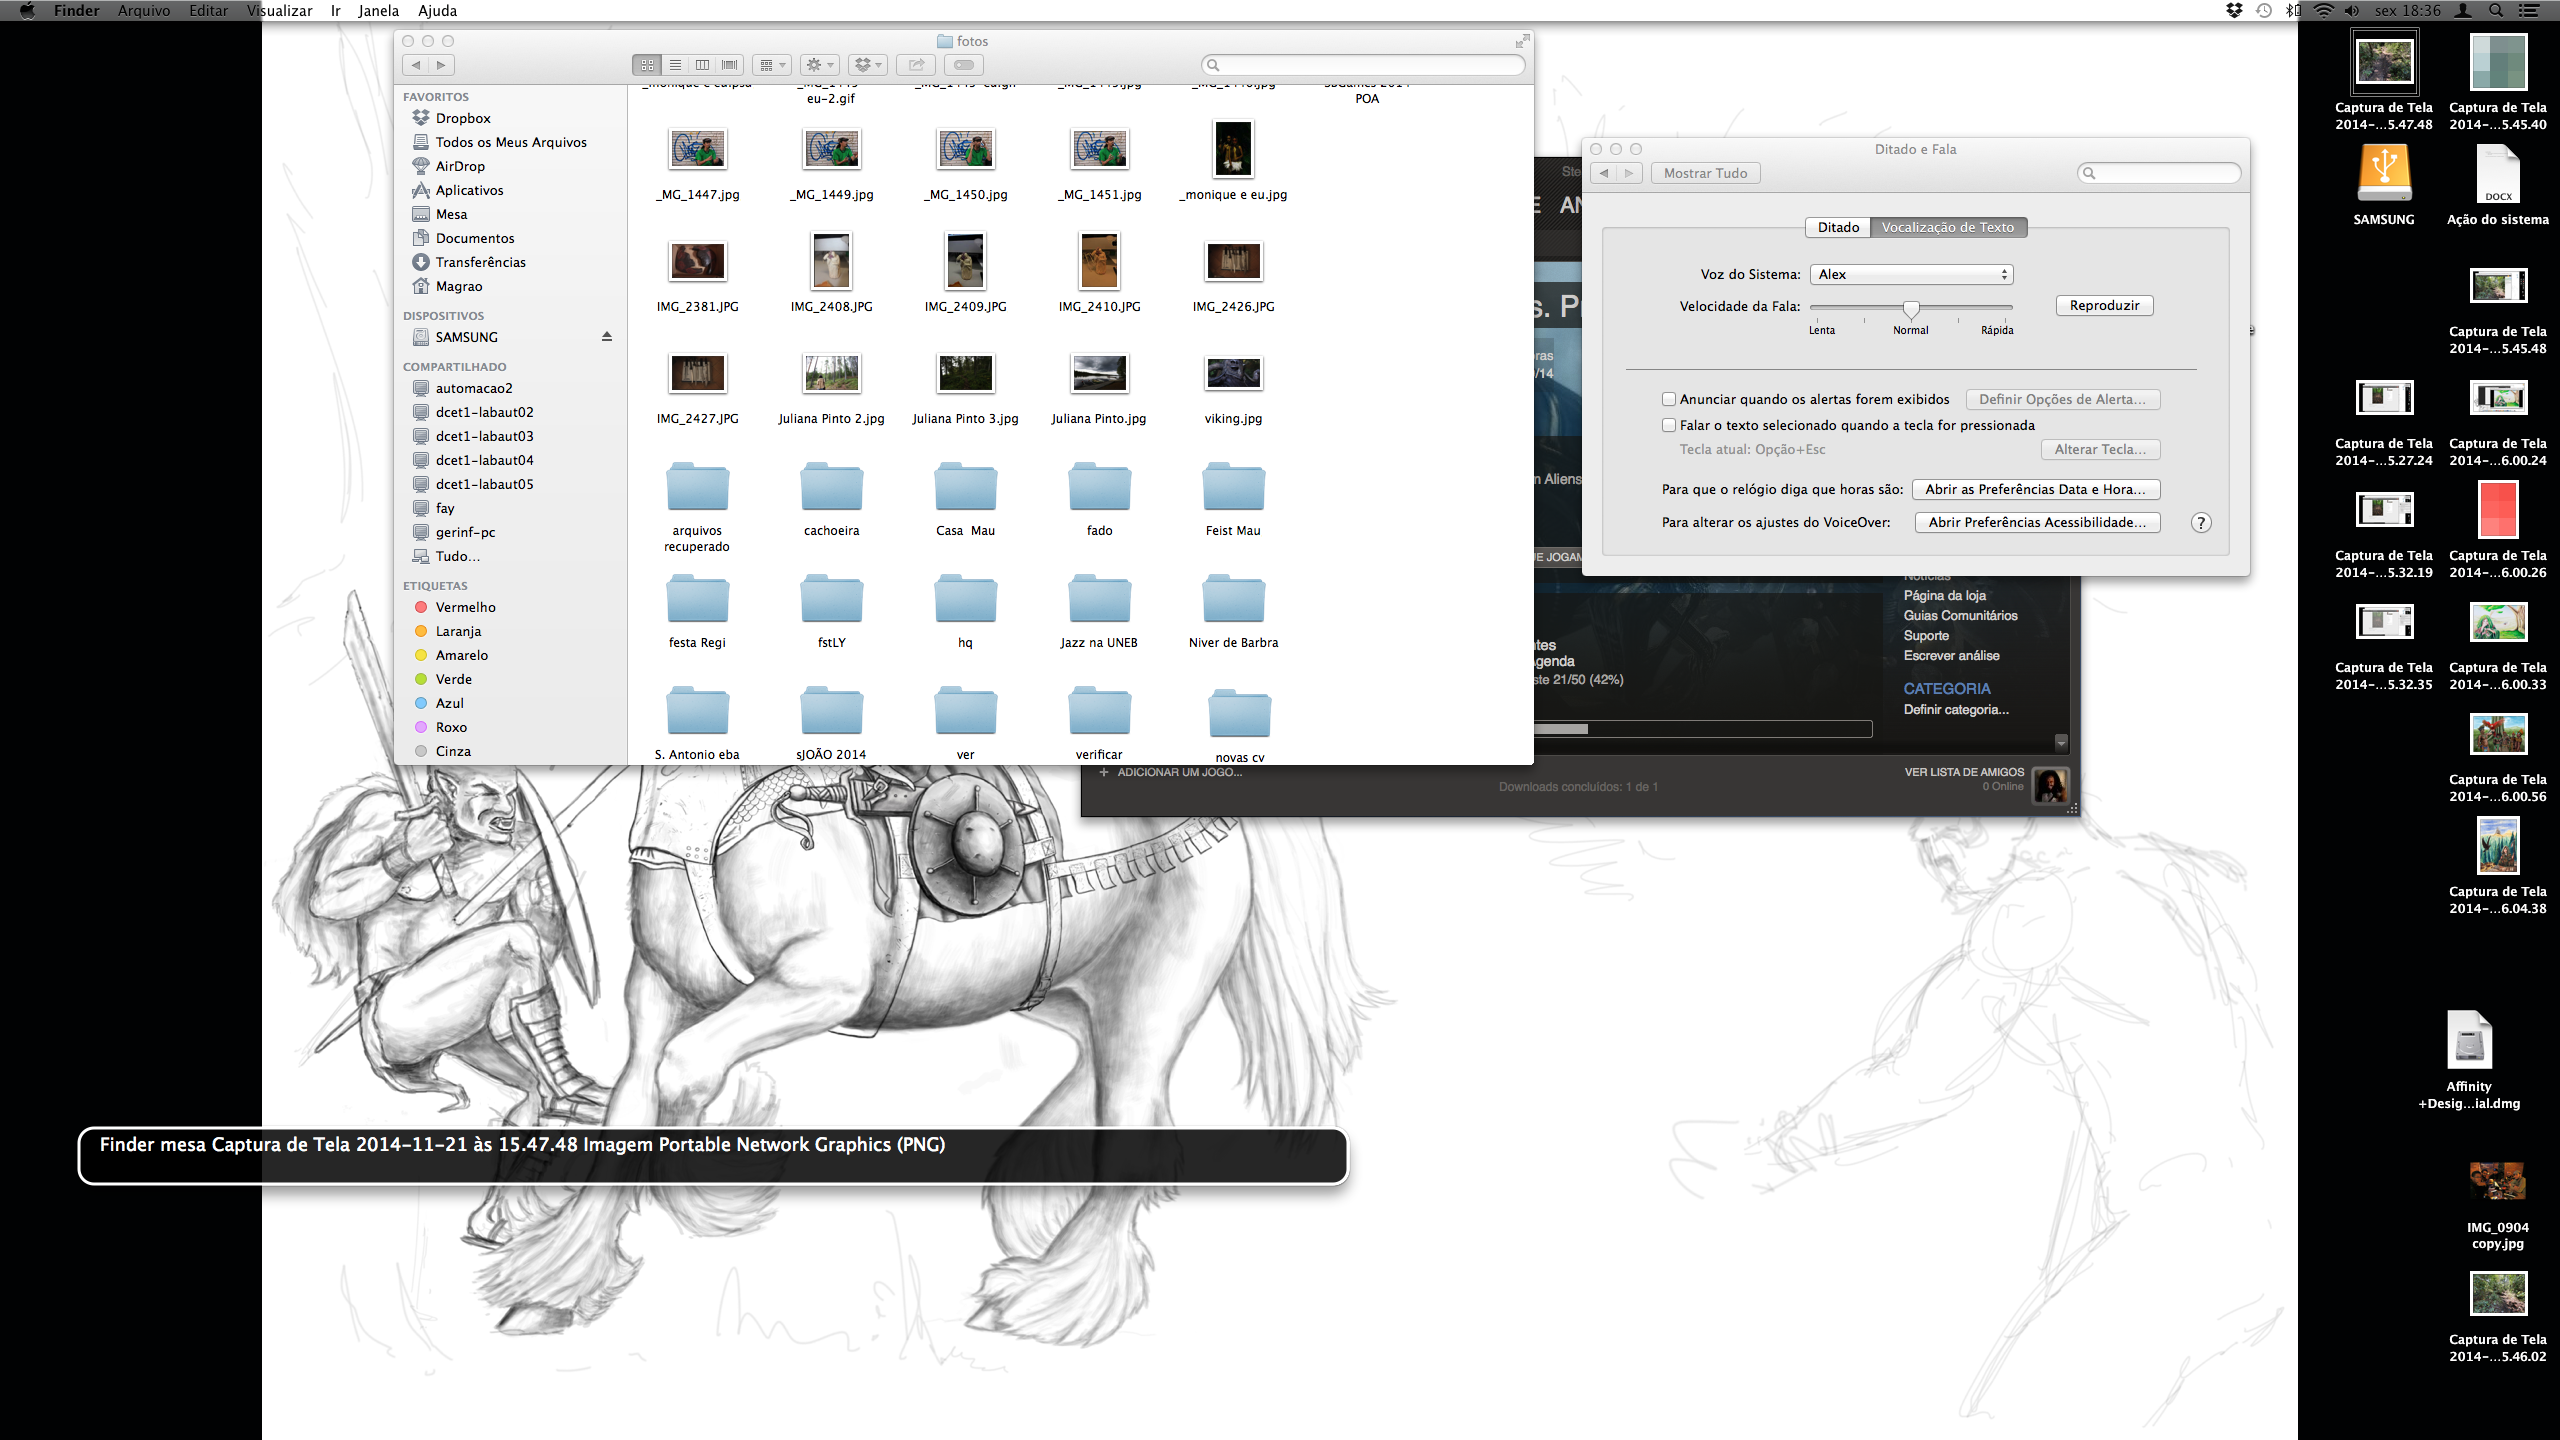 Finder Arquivo Editar Visualizar Ir Janela Ajuda
sex 18:36
fotos
FAVORITOS
Dropbox
Todos os Meus Arquivos
AirDrop
Aplicativos
Mesa
Documentos
Transferências
Magrao
DISPOSITIVOS
SAMSUNG
COMPARTILHADO
automacao2
dcet1-labaut02
dcet1-labaut03
dcet1-labaut04
dcet1-labaut05
fay
gerinf-pc
Tudo...
ETIQUETAS
Vermelho
Laranja
Amarelo
Verde
Azul
Roxo
Cinza
eu-2.gif
POA
_MG_1447.jpg _MG_1449.jpg _MG_1450.jpg _MG_1451.jpg _monique e eu.jpg
IMG_2381.JPG IMG_2408.JPG IMG_2409.JPG IMG_2410.JPG IMG_2426.JPG
IMG_2427.JPG Juliana Pinto 2.jpg Juliana Pinto 3.jpg Juliana Pinto.jpg viking.jpg
arquivos
recuperado
cachoeira Casa Mau fado Feist Mau
festa Regi fstLY hq Jazz na UNEB Niver de Barbra
S. Antonio eba sJOÃO 2014 ver verificar novas cv
Ditado e Fala
Mostrar Tudo
Ditado Vocalização de Texto
Voz do Sistema: Alex
Velocidade da Fala: Reproduzir
Lenta Normal Rápida
Anunciar quando os alertas forem exibidos Definir Opções de Alerta...
Falar o texto selecionado quando a tecla for pressionada
Tecla atual: Opção+Esc Alterar Tecla...
Para que o relógio diga que horas são: Abrir as Preferências Data e Hora...
Para alterar os ajustes do VoiceOver: Abrir Preferências Acessibilidade... ?
Ste
E AN
s. P
ras
/14
n Aliens
E JOGAM
Notícias
Página da loja
Guias Comunitários
Suporte
Escrever análise
CATEGORIA
Definir categoria...
ntes
Agenda
ste 21/50 (42%)
+ ADICIONAR UM JOGO...
Downloads concluídos: 1 de 1
VER LISTA DE AMIGOS
0 Online
Finder mesa Captura de Tela 2014-11-21 às 15.47.48 Imagem Portable Network Graphics (PNG)
Captura de Tela
2014-...5.47.48
Captura de Tela
2014-...5.45.40
SAMSUNG
DOCX
Ação do sistema
Captura de Tela
2014-...5.45.48
Captura de Tela
2014-...5.27.24
Captura de Tela
2014-...6.00.24
Captura de Tela
2014-...5.32.19
Captura de Tela
2014-...6.00.26
Captura de Tela
2014-...5.32.35
Captura de Tela
2014-...6.00.33
Captura de Tela
2014-...6.00.56
Captura de Tela
2014-...6.04.38
Affinity
+Desig...ial.dmg
IMG_0904
copy.jpg
Captura de Tela
2014-...5.46.02